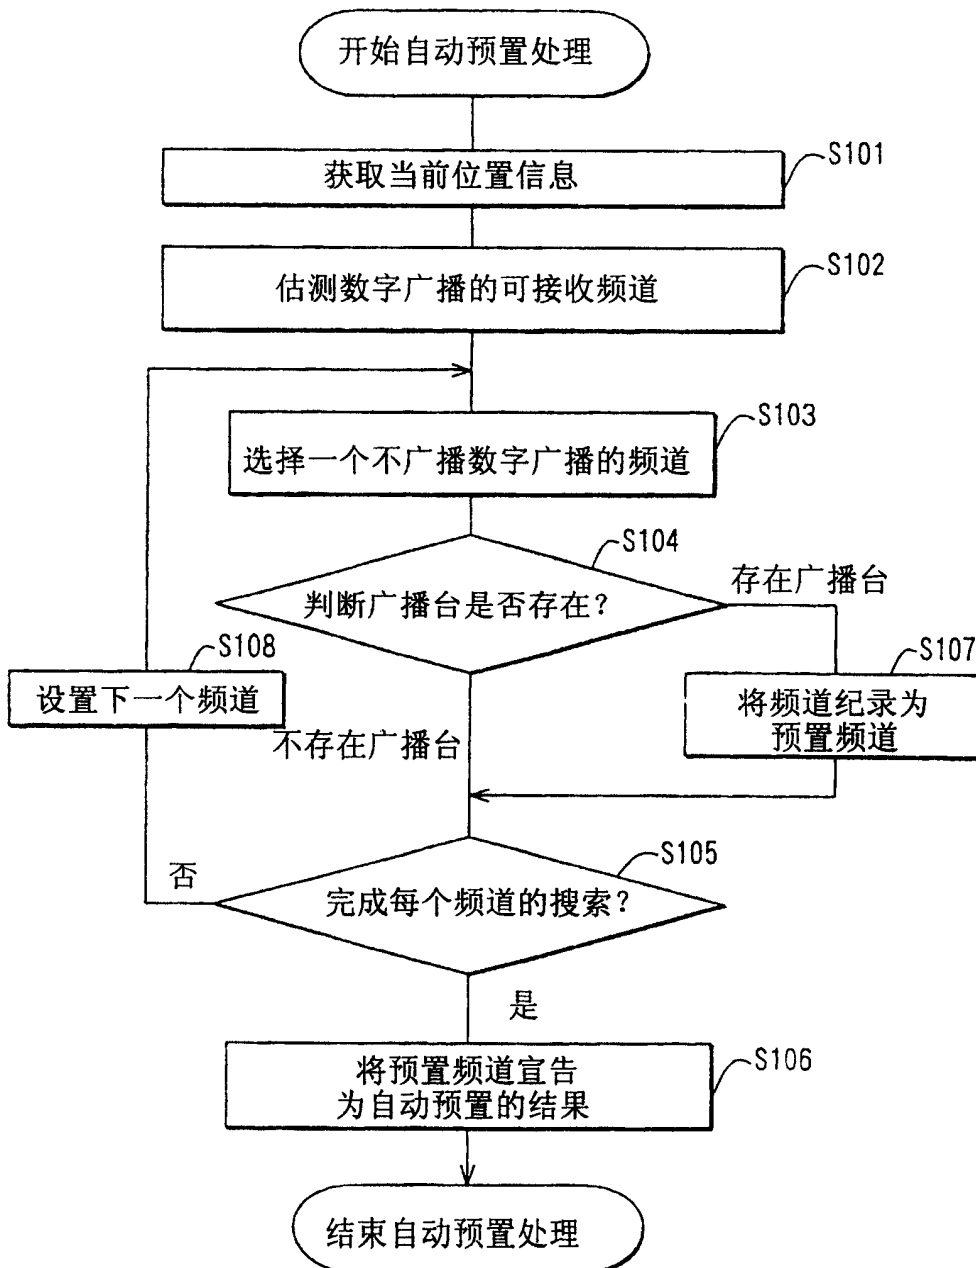 开始自动预置处理
S101
获取当前位置信息
S102
估测数字广播的可接收频道
S103
选择一个不广播数字广播的频道
S104
判断广播台是否存在？
存在广播台
S108
设置下一个频道
S107
将频道纪录为
预置频道
不存在广播台
S105
完成每个频道的搜索？
否
是
S106
将预置频道宣告
为自动预置的结果
结束自动预置处理